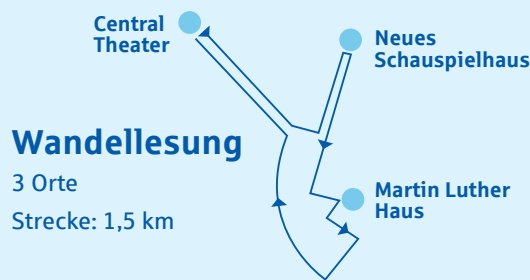 Central
Theater
Neues
Schauspielhaus
Wandellesung
3 Orte
Strecke: 1,5 km
Martin Luther
Haus